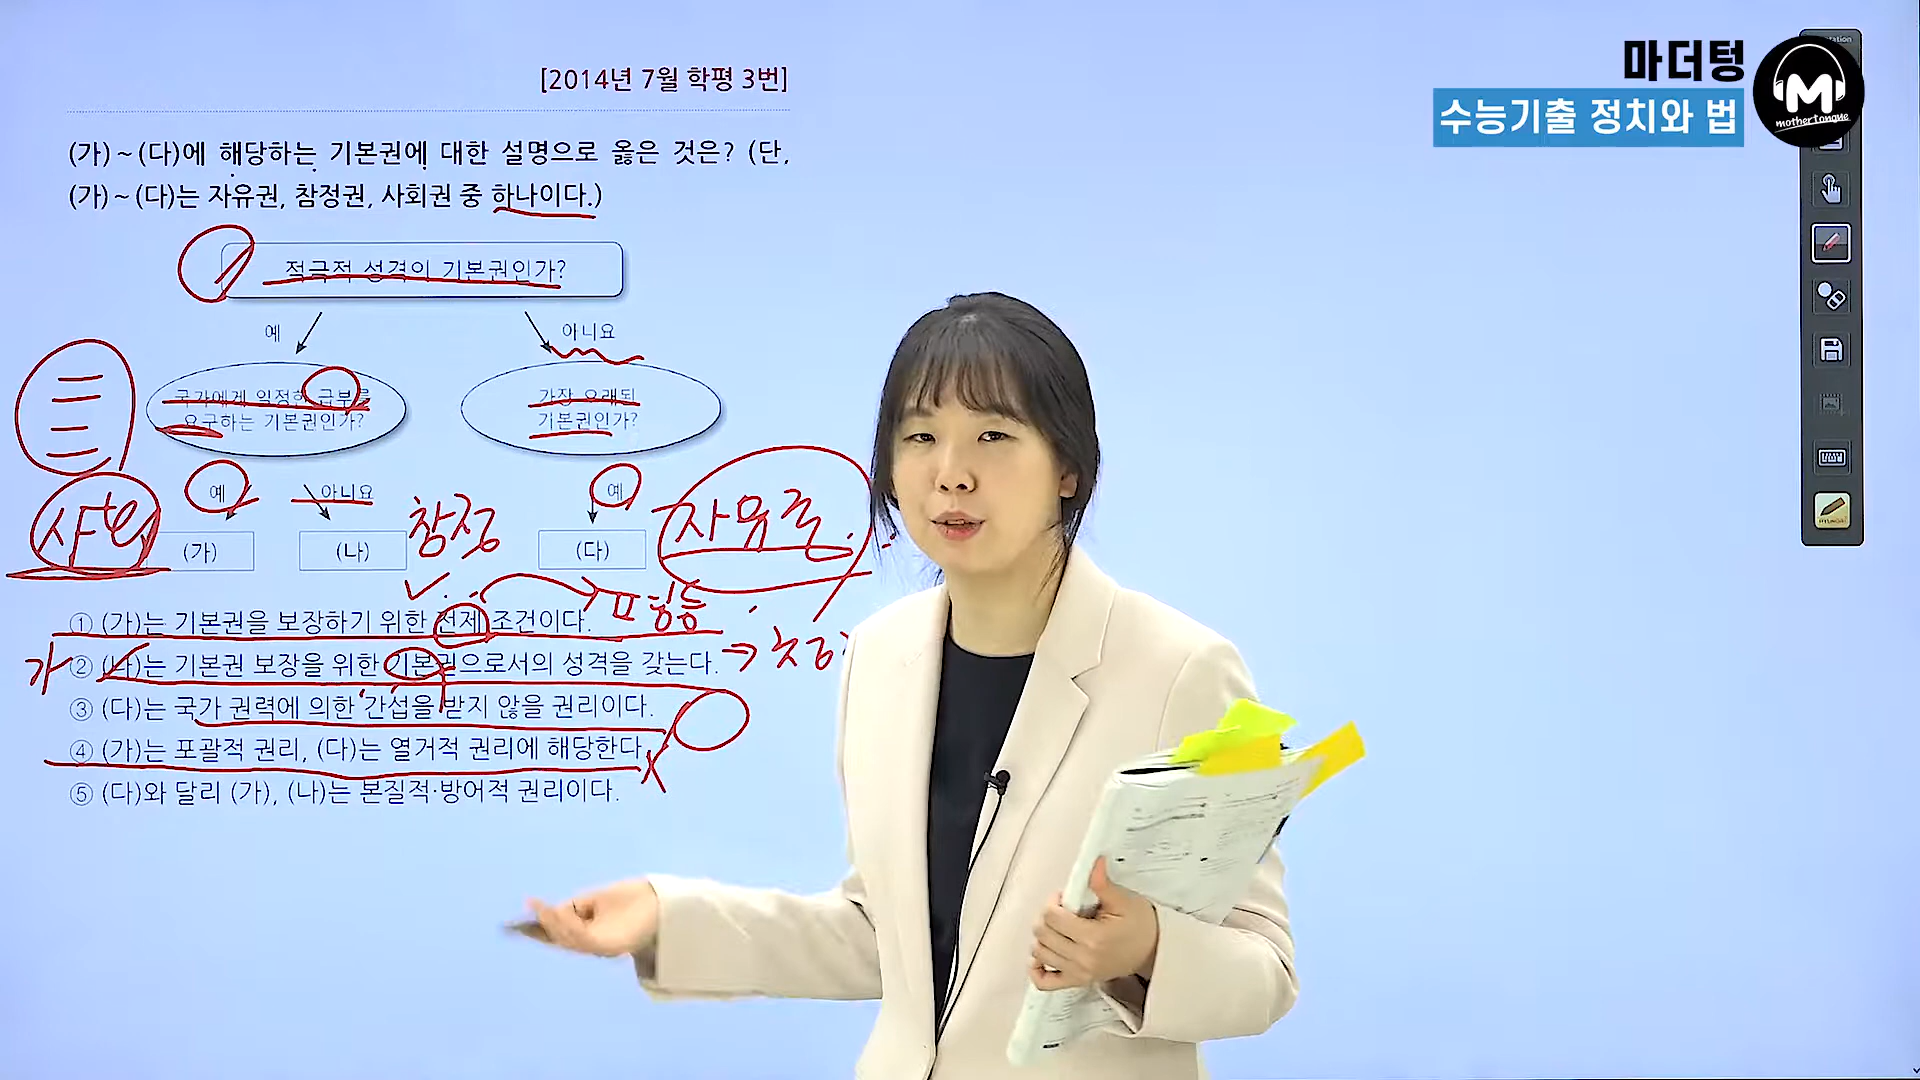 [2014년 7월 학평 3번]
마더텅
수능기출 정치와 법
mothertongue
(가)~(다)에 해당하는 기본권에 대한 설명으로 옳은 것은? (단,
(가)~(다)는 자유권, 참정권, 사회권 중 하나이다.)
적극적 성격이 기본권인가?
예
아니요
국가에게 일정한 급부를
요구하는 기본권인가?
가장 오래된
기본권인가?
예
아니요
예
사회
(가)
(나)
참정
(다)
① (가)는 기본권을 보장하기 위한 전제 조건이다.
평등
② (나)는 기본권 보장을 위한 기본권으로서의 성격을 갖는다.
가
③ (다)는 국가 권력에 의한 간섭을 받지 않을 권리이다.
④ (가)는 포괄적 권리, (다)는 열거적 권리에 해당한다.
⑤ (다)와 달리 (가), (나)는 본질적·방어적 권리이다.